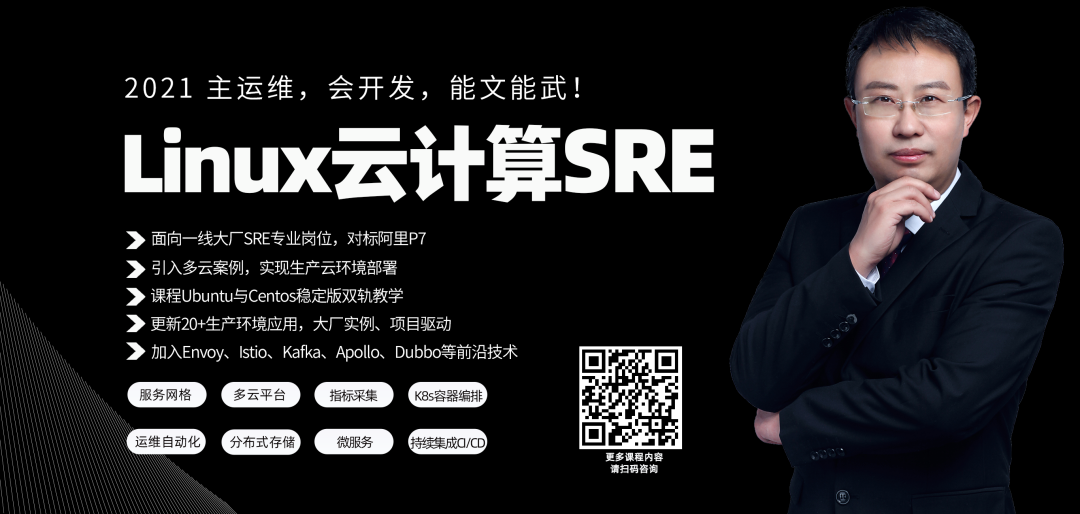 2021 主运维，会开发，能文能武！
Linux云计算SRE
面向一线大厂SRE专业岗位，对标阿里P7
引入多云案例，实现生产云环境部署
课程Ubuntu与Centos稳定版双轨教学
更新20+生产环境应用，大厂实例、项目驱动
加入Envoy、Istio、Kafka、Apollo、Dubbo等前沿技术
服务网格 多云平台 指标采集 K8s容器编排
运维自动化 分布式存储 微服务 持续集成CI/CD
更多课程内容
请扫码咨询